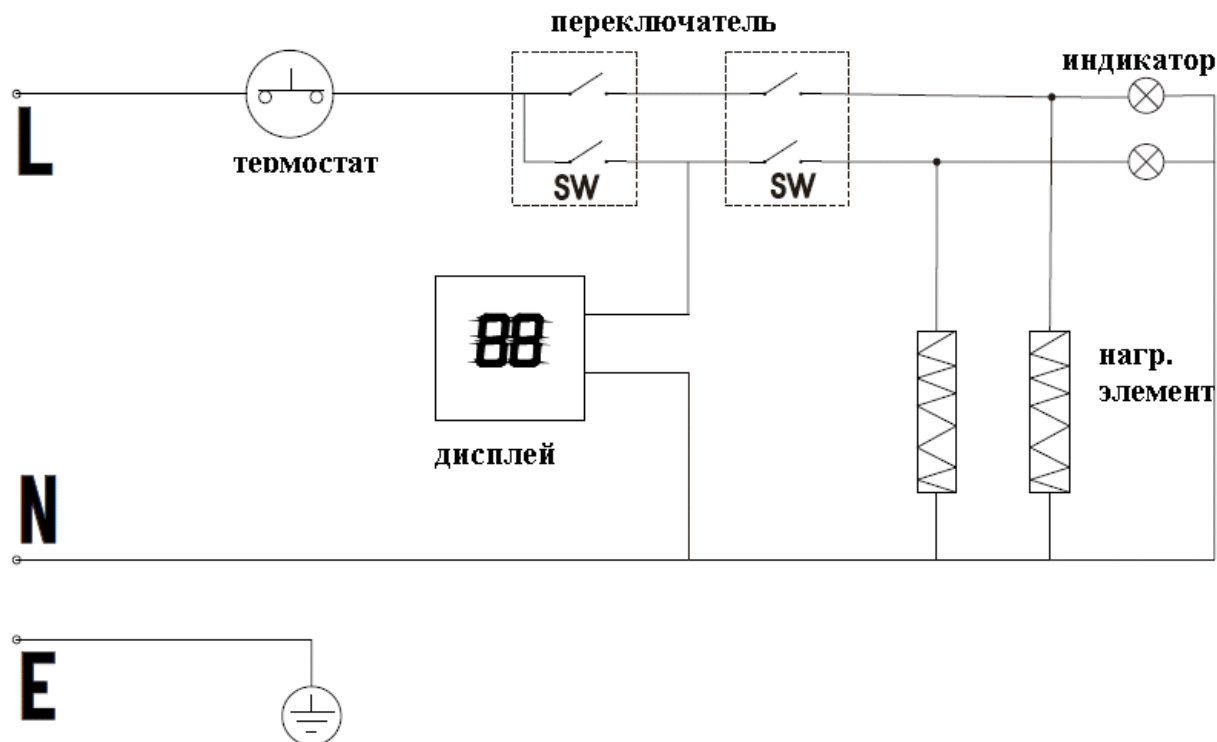 переключатель
индикатор
L
термостат
SW
SW
88
нагр.
элемент
дисплей
N
E